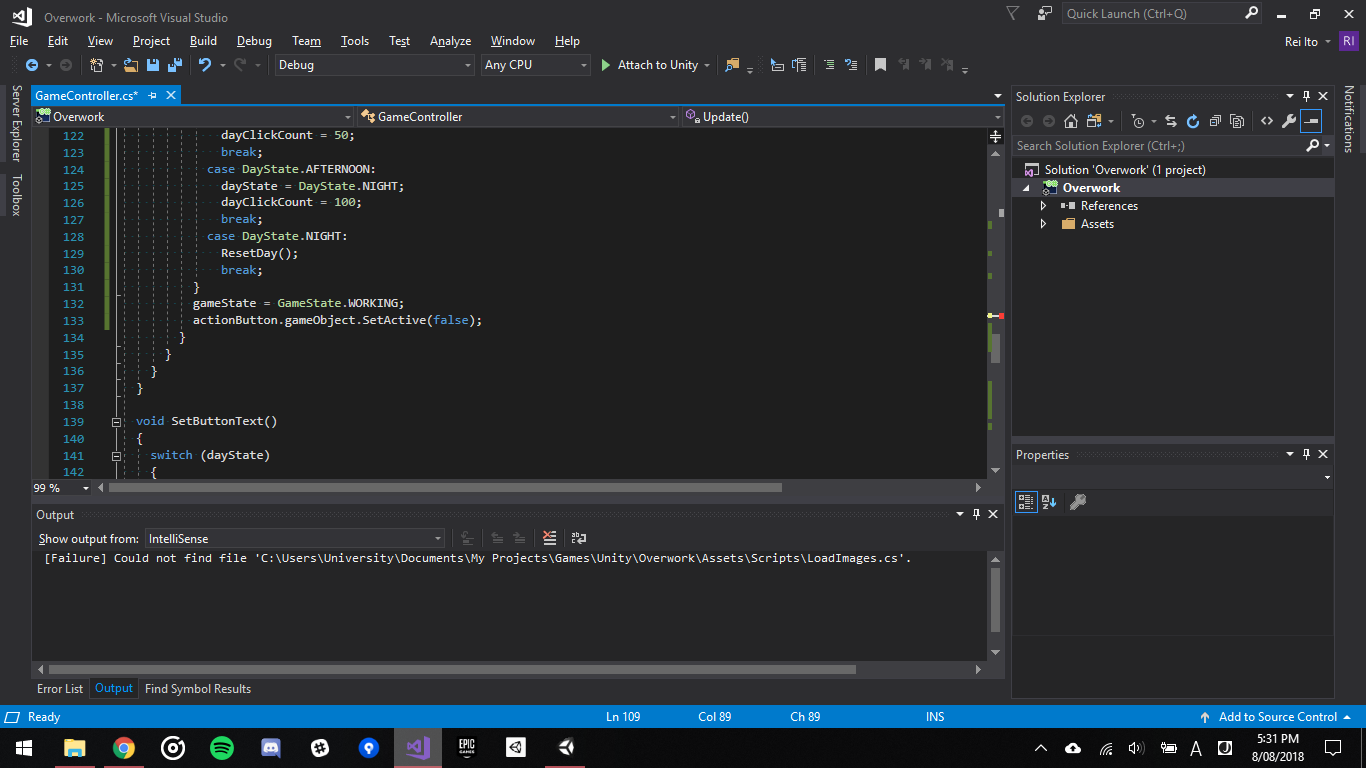 Overwork - Microsoft Visual Studio
Quick Launch (Ctrl+Q)
File Edit View Project Build Debug Team Tools Test Analyze Window Help
Rei Ito RI
Debug Any CPU Attach to Unity
Server Explorer
Toolbox
GameController.cs*
Overwork GameController Update()
122 dayClickCount = 50;
123 break;
124 case DayState.AFTERNOON:
125 dayState = DayState.NIGHT;
126 dayClickCount = 100;
127 break;
128 case DayState.NIGHT:
129 ResetDay();
130 break;
131 }
132 gameState = GameState.WORKING;
133 actionButton.gameObject.SetActive(false);
134 }
135 }
136 }
137 }
138
139 void SetButtonText()
140 {
141 switch (dayState)
142 {
99 %
Output
Show output from: IntelliSense
[Failure] Could not find file 'C:\Users\University\Documents\My Projects\Games\Unity\Overwork\Assets\Scripts\LoadImages.cs'.
Error List Output Find Symbol Results
Solution Explorer
Search Solution Explorer (Ctrl+;)
Solution 'Overwork' (1 project)
Overwork
References
Assets
Properties
Notifications
Ready Ln 109 Col 89 Ch 89 INS Add to Source Control
EPIC GAMES
A J
5:31 PM
8/08/2018